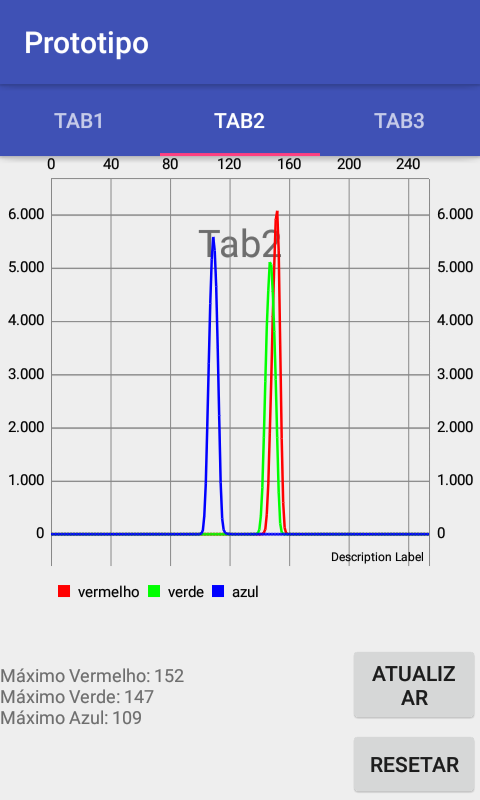 Prototipo
TAB1 TAB2 TAB3
0 40 80 120 160 200 240
6.000 6.000
Tab2
5.000 5.000
4.000 4.000
3.000 3.000
2.000 2.000
1.000 1.000
0 0
Description Label
vermelho verde azul
Máximo Vermelho: 152
Máximo Verde: 147
Máximo Azul: 109
ATUALIZ
AR
RESETAR